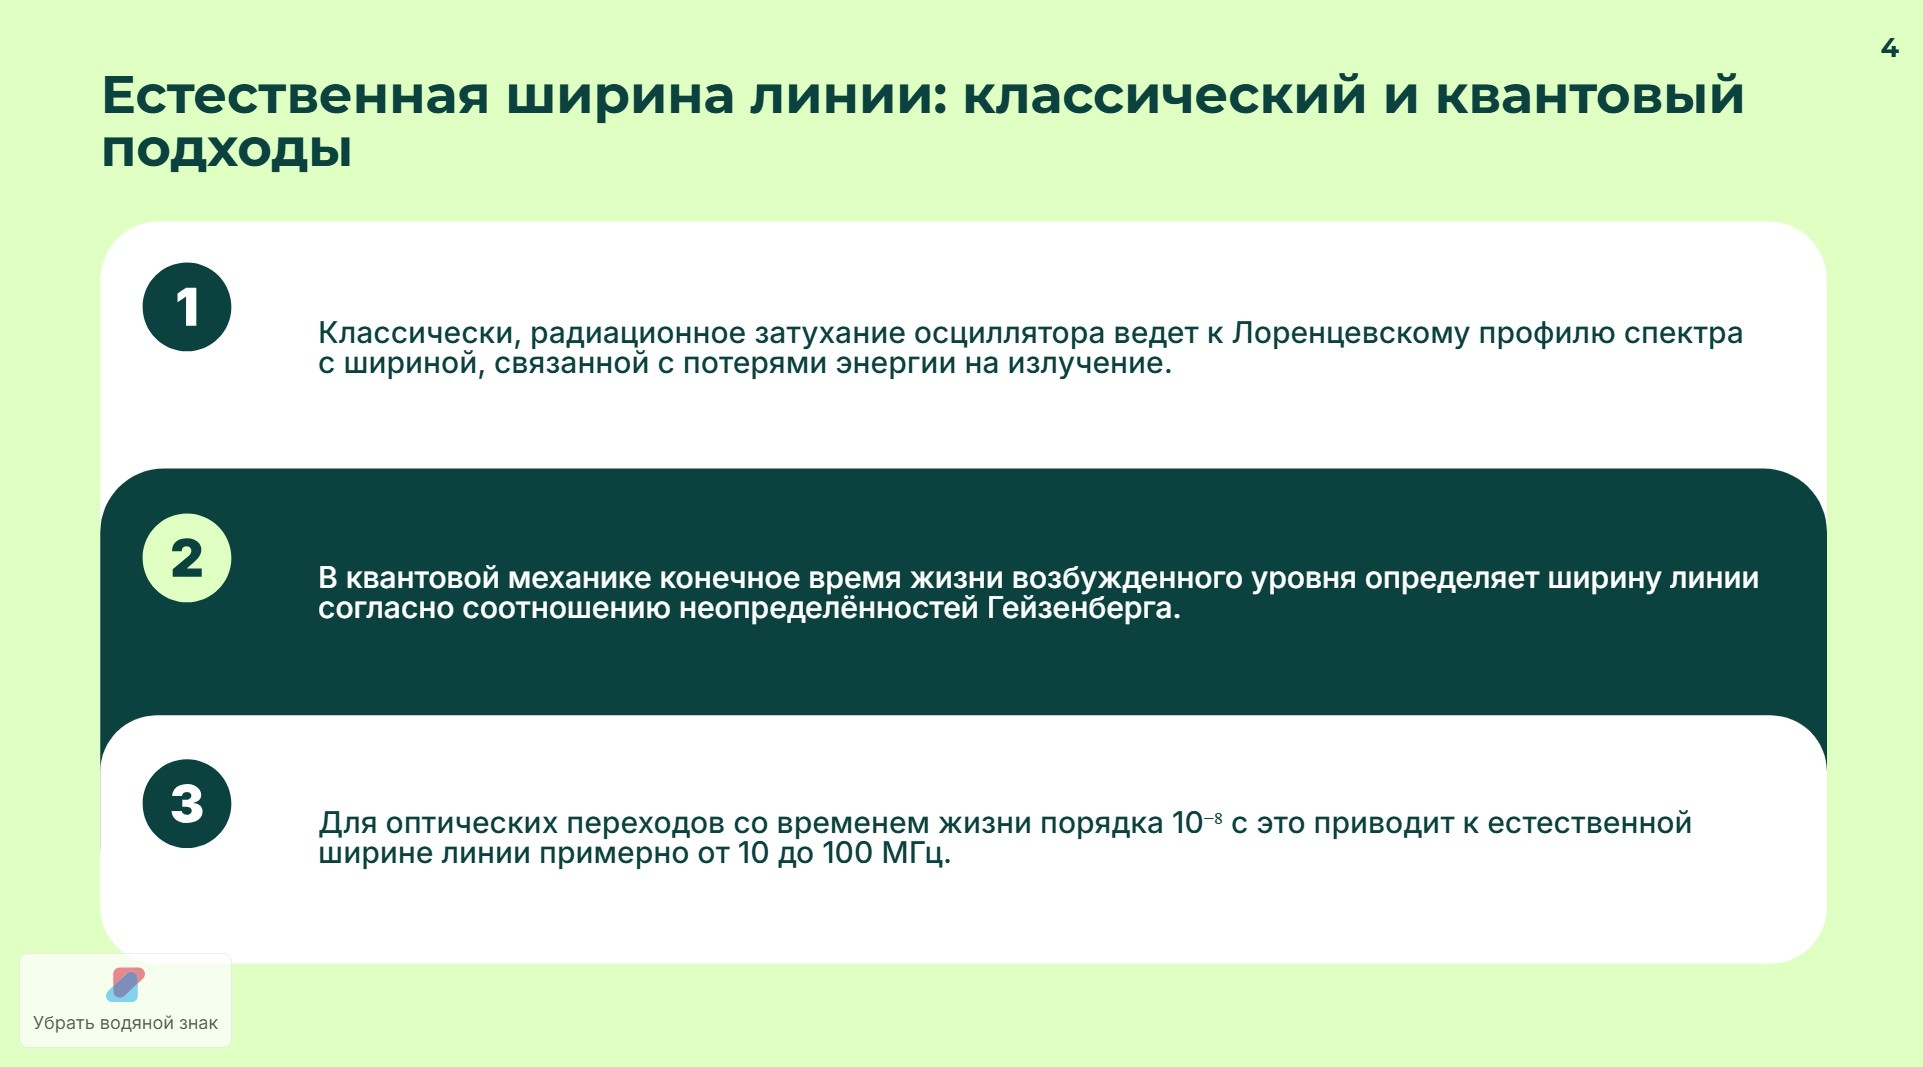 4
Естественная ширина линии: классический и квантовый
подходы
1
Классически, радиационное затухание осциллятора ведет к Лоренцевскому профилю спектра
с шириной, связанной с потерями энергии на излучение.
2
В квантовой механике конечное время жизни возбужденного уровня определяет ширину линии
согласно соотношению неопределённостей Гейзенберга.
3
Для оптических переходов со временем жизни порядка 10⁻⁸ с это приводит к естественной
ширине линии примерно от 10 до 100 МГц.
Убрать водяной знак